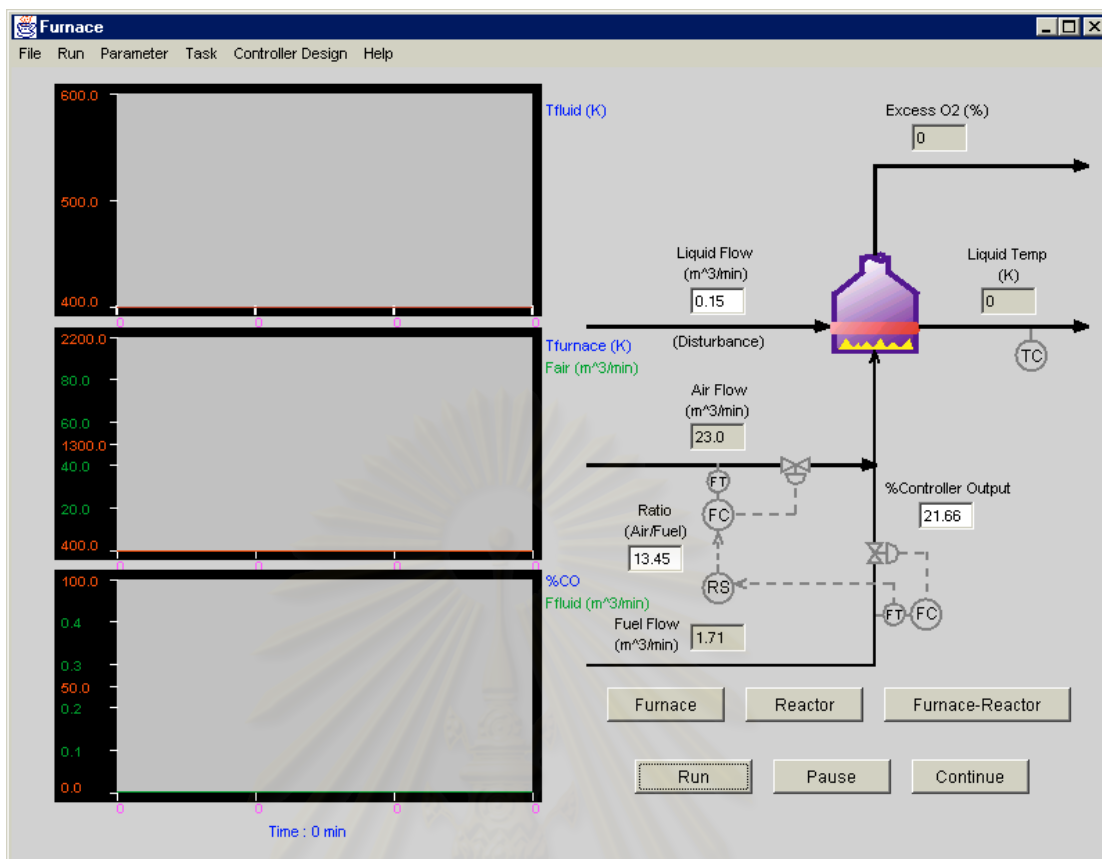 Furnace
File Run Parameter Task Controller Design Help
600.0
500.0
400.0
0 0 0 0
Tfluid (K)
2200.0
80.0
60.0
1300.0
40.0
20.0
400.0
0 0 0 0
Tfurnace (K)
Fair (m^3/min)
100.0
0.4
0.3
50.0
0.2
0.1
0.0
0 0 0 0
%CO
Ffluid (m^3/min)
Time : 0 min
Excess O2 (%)
0
Liquid Flow
(m^3/min)
0.15
(Disturbance)
Liquid Temp
(K)
0
TC
Air Flow
(m^3/min)
23.0
FT
FC
Ratio
(Air/Fuel)
13.45
RS
%Controller Output
21.66
FT
FC
Fuel Flow
(m^3/min)
1.71
Furnace Reactor Furnace-Reactor
Run Pause Continue